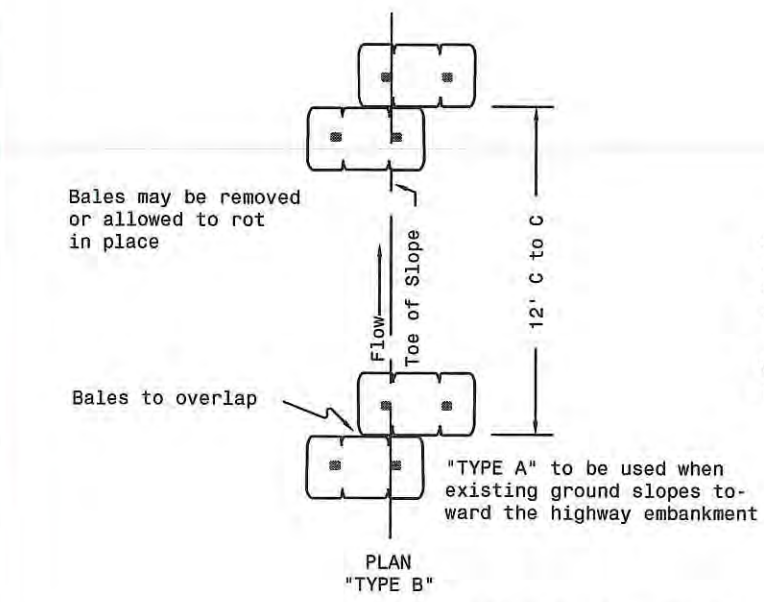 Bales may be removed
or allowed to rot
in place
Flow
Toe of Slope
12' C to C
Bales to overlap
"TYPE A" to be used when
existing ground slopes to-
ward the highway embankment
PLAN
"TYPE B"